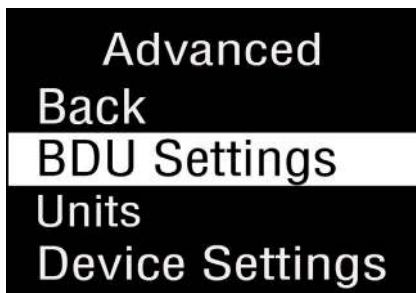 Advanced
Back
BDU Settings
Units
Device Settings